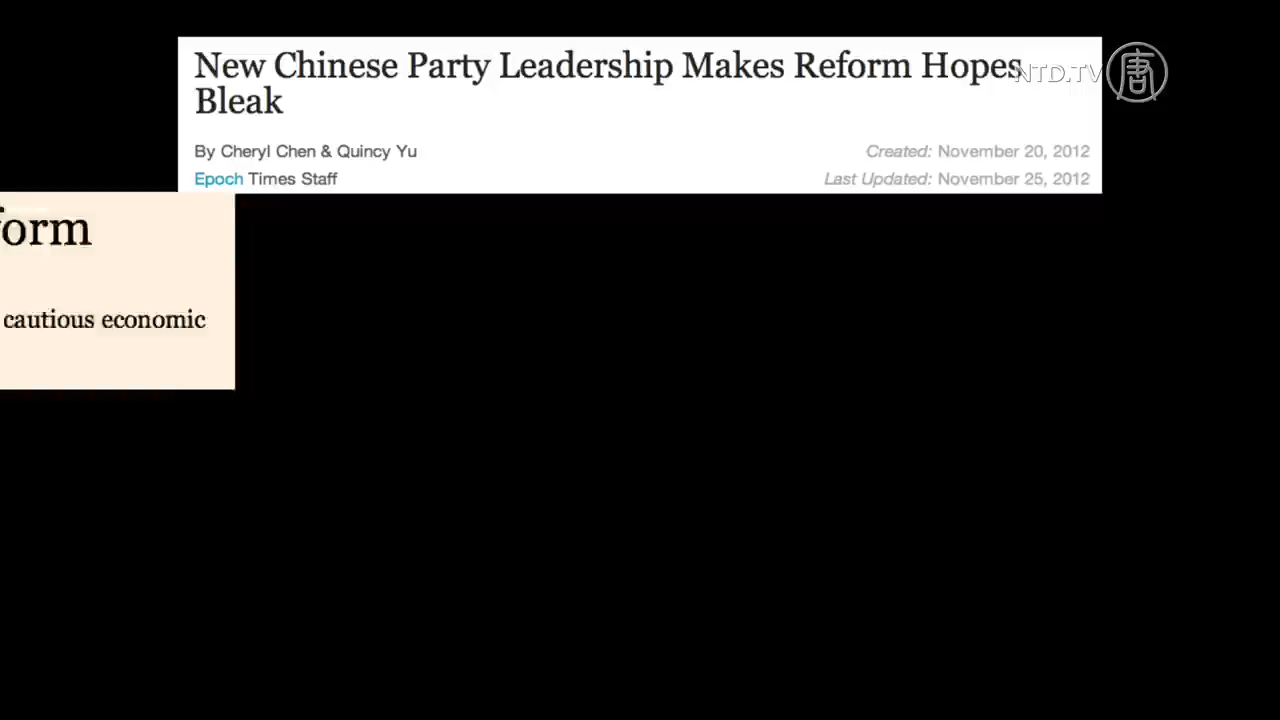 New Chinese Party Leadership Makes Reform Hopes
Bleak
NTD.TV 唐
By Cheryl Chen & Quincy Yu
Created: November 20, 2012
Epoch Times Staff
Last Updated: November 25, 2012
form
cautious economic